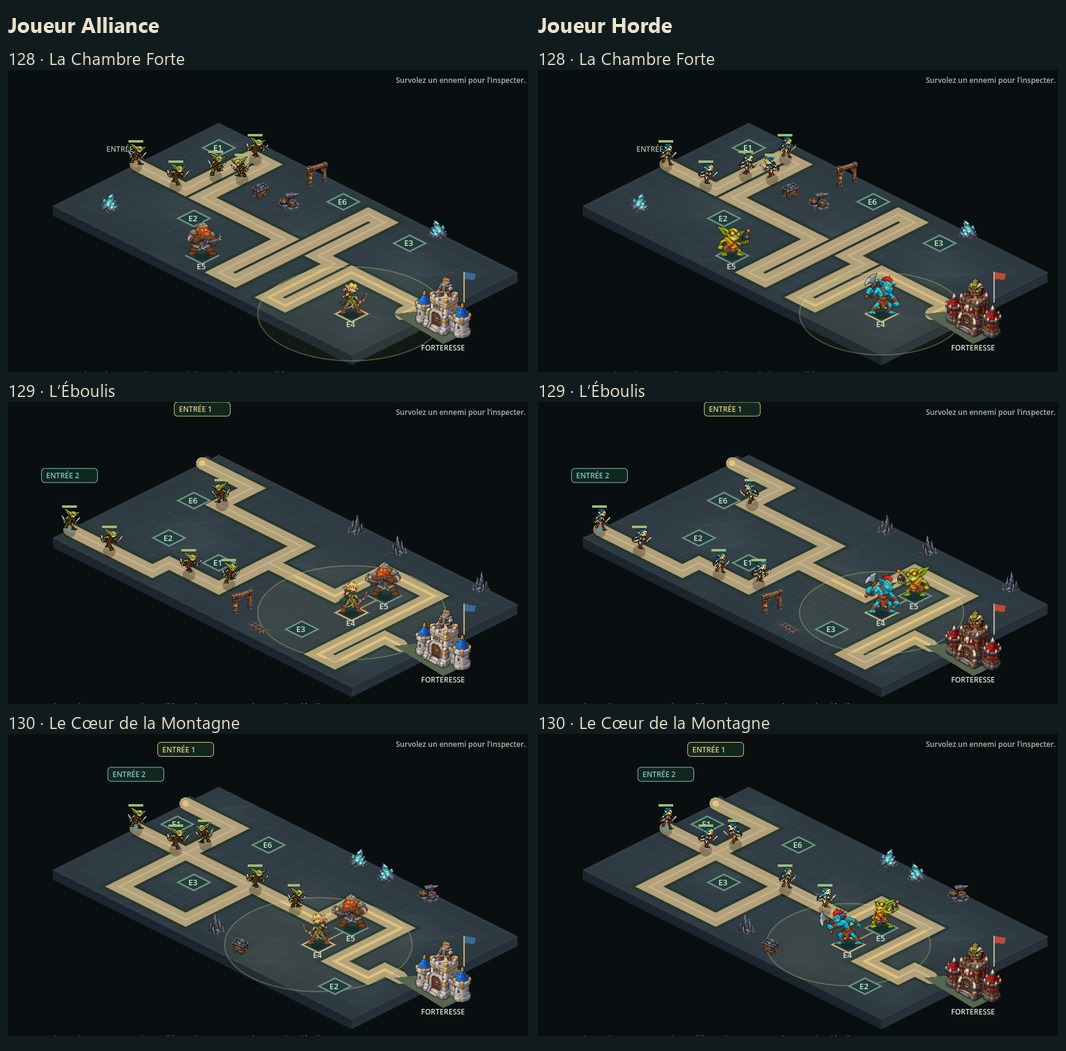 Joueur Alliance
Joueur Horde
128 · La Chambre Forte
128 · La Chambre Forte
Survolez un ennemi pour l'inspecter.
Survolez un ennemi pour l'inspecter.
ENTRÉE
E1
E6
E2
E3
E5
E4
FORTERESSE
ENTRÉE
E1
E6
E2
E3
E5
E4
FORTERESSE
129 · L'Éboulis
129 · L'Éboulis
ENTRÉE 1
Survolez un ennemi pour l'inspecter.
ENTRÉE 2
E6
E2
E1
E5
E4
E3
FORTERESSE
ENTRÉE 1
Survolez un ennemi pour l'inspecter.
ENTRÉE 2
E6
E2
E1
E5
E4
E3
FORTERESSE
130 · Le Cœur de la Montagne
130 · Le Cœur de la Montagne
ENTRÉE 1
Survolez un ennemi pour l'inspecter.
ENTRÉE 2
E1
E6
E3
E5
E4
E2
FORTERESSE
ENTRÉE 1
Survolez un ennemi pour l'inspecter.
ENTRÉE 2
E1
E6
E3
E5
E4
E2
FORTERESSE